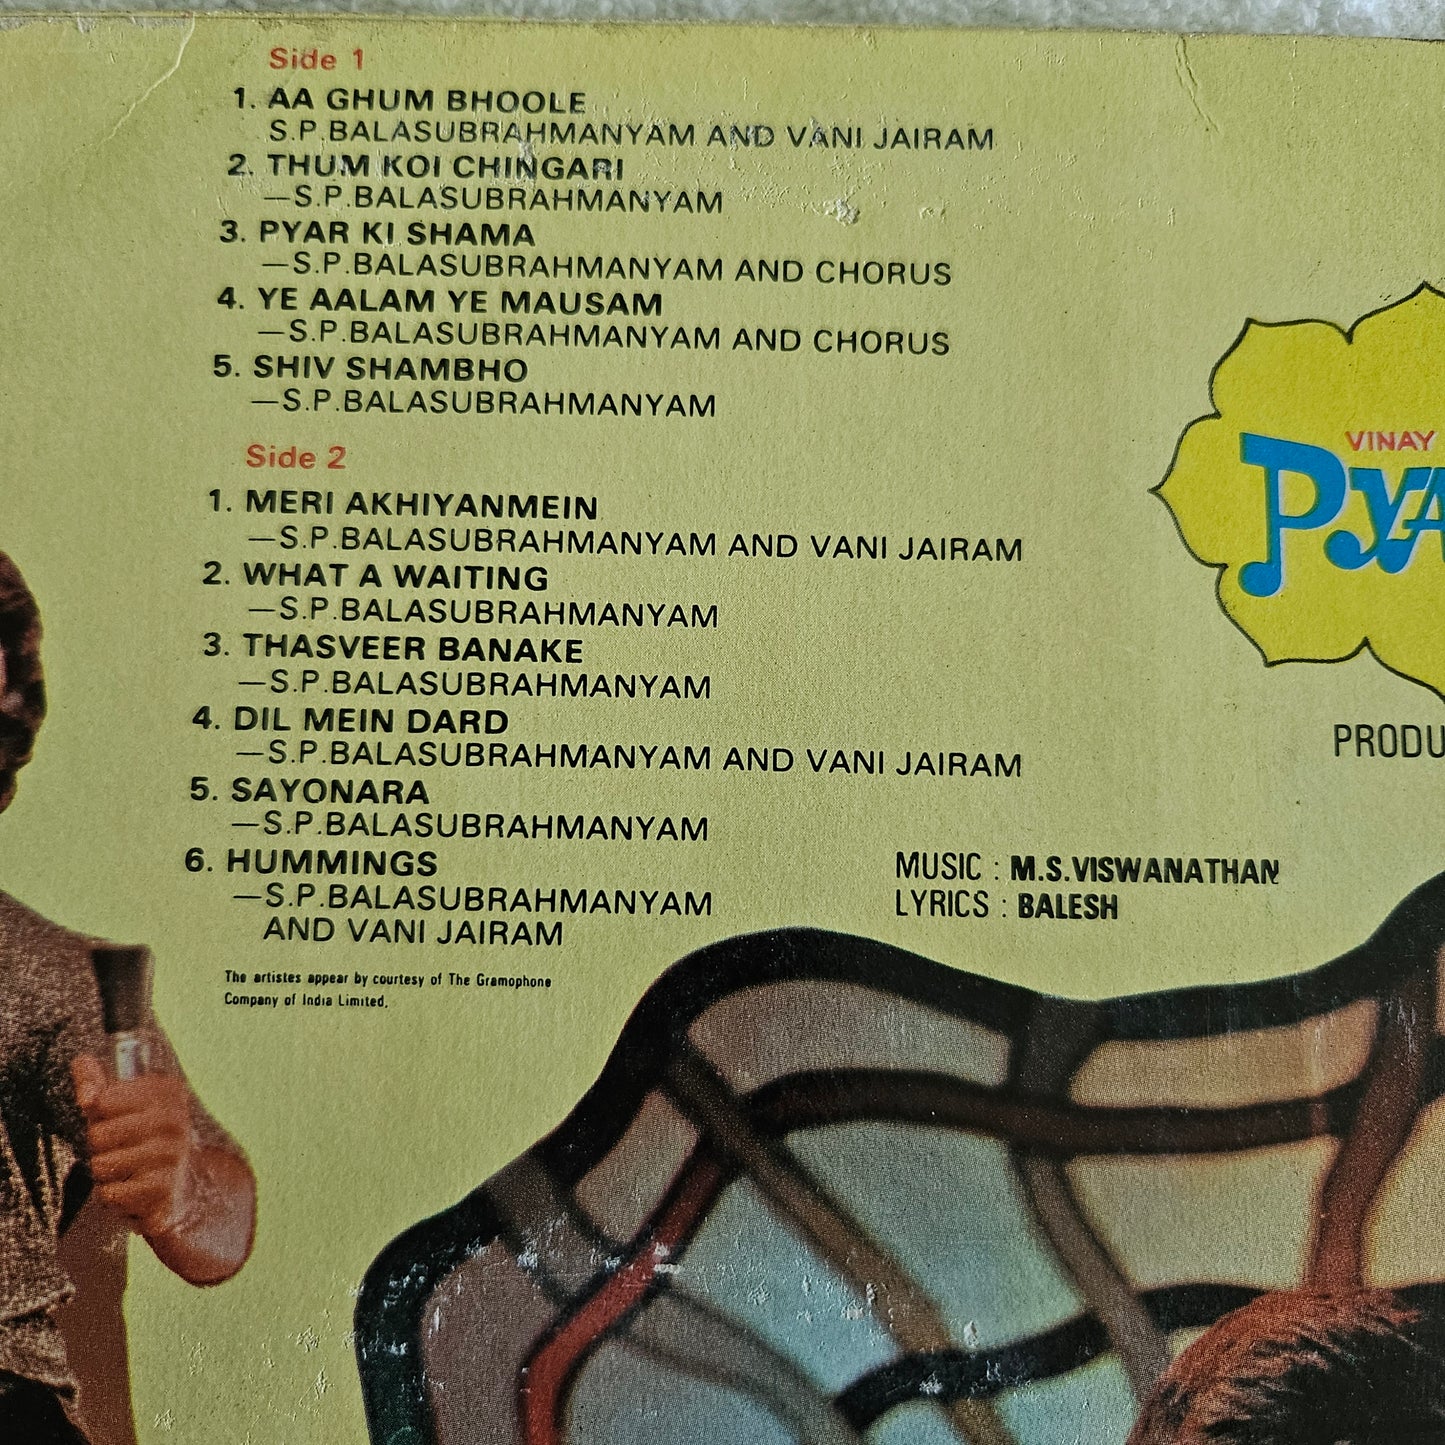 Side 1
1. AA GHUM BHOOLE
S.P.BALASUBRAHMANYAM AND VANI JAIRAM
2. THUM KOI CHINGARI
—S.P.BALASUBRAHMANYAM
3. PYAR KI SHAMA
—S.P.BALASUBRAHMANYAM AND CHORUS
4. YE AALAM YE MAUSAM
—S.P.BALASUBRAHMANYAM AND CHORUS
5. SHIV SHAMBHO
—S.P.BALASUBRAHMANYAM
Side 2
1. MERI AKHIYANMEIN
—S.P.BALASUBRAHMANYAM AND VANI JAIRAM
2. WHAT A WAITING
—S.P.BALASUBRAHMANYAM
3. THASVEER BANAKE
—S.P.BALASUBRAHMANYAM
4. DIL MEIN DARD
—S.P.BALASUBRAHMANYAM AND VANI JAIRAM
5. SAYONARA
—S.P.BALASUBRAHMANYAM
6. HUMMINGS
—S.P.BALASUBRAHMANYAM
AND VANI JAIRAM
The artistes appear by courtesy of The Gramophone
Company of India Limited.
VINAY
PYA
PRODU
MUSIC : M.S.VISWANATHAN
LYRICS : BALESH